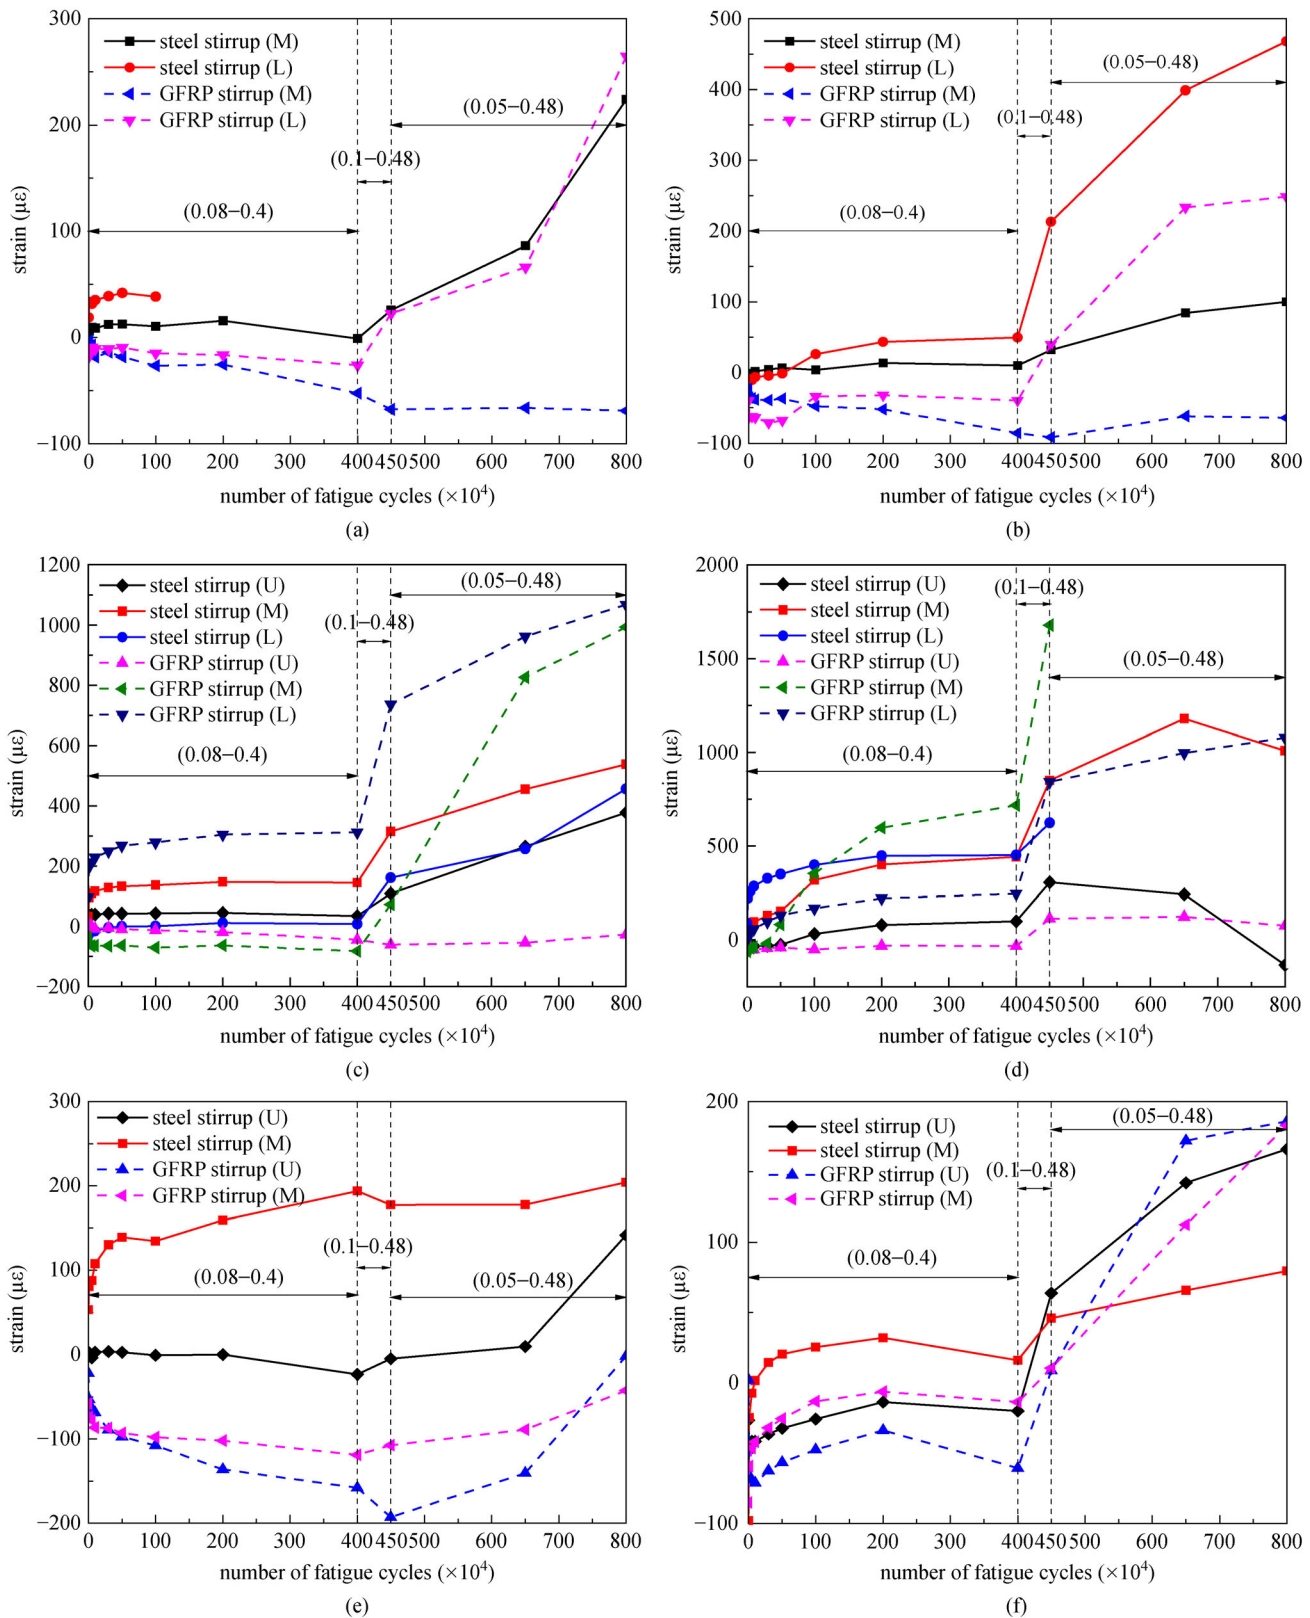 steel stirrup (M)
steel stirrup (L)
GFRP stirrup (M)
GFRP stirrup (L)
(0.05−0.48)
(0.1−0.48)
(0.08−0.4)
300
200
100
0
−100
strain (με)
0 100 200 300 400 450 500 600 700 800
number of fatigue cycles (×10⁴)
(a)
steel stirrup (M)
steel stirrup (L)
GFRP stirrup (M)
GFRP stirrup (L)
(0.05−0.48)
(0.1−0.48)
(0.08−0.4)
500
400
300
200
100
0
−100
strain (με)
0 100 200 300 400 450 500 600 700 800
number of fatigue cycles (×10⁴)
(b)
steel stirrup (U)
steel stirrup (M)
steel stirrup (L)
GFRP stirrup (U)
GFRP stirrup (M)
GFRP stirrup (L)
(0.05−0.48)
(0.1−0.48)
(0.08−0.4)
1200
1000
800
600
400
200
0
−200
strain (με)
0 100 200 300 400 450 500 600 700 800
number of fatigue cycles (×10⁴)
(c)
steel stirrup (U)
steel stirrup (M)
steel stirrup (L)
GFRP stirrup (U)
GFRP stirrup (M)
GFRP stirrup (L)
(0.1−0.48)
(0.05−0.48)
(0.08−0.4)
2000
1500
1000
500
0
strain (με)
0 100 200 300 400 450 500 600 700 800
number of fatigue cycles (×10⁴)
(d)
steel stirrup (U)
steel stirrup (M)
GFRP stirrup (U)
GFRP stirrup (M)
(0.1−0.48)
(0.08−0.4)
(0.05−0.48)
300
200
100
0
−100
−200
strain (με)
0 100 200 300 400 450 500 600 700 800
number of fatigue cycles (×10⁴)
(e)
steel stirrup (U)
steel stirrup (M)
GFRP stirrup (U)
GFRP stirrup (M)
(0.05−0.48)
(0.1−0.48)
(0.08−0.4)
200
100
0
−100
strain (με)
0 100 200 300 400 450 500 600 700 800
number of fatigue cycles (×10⁴)
(f)